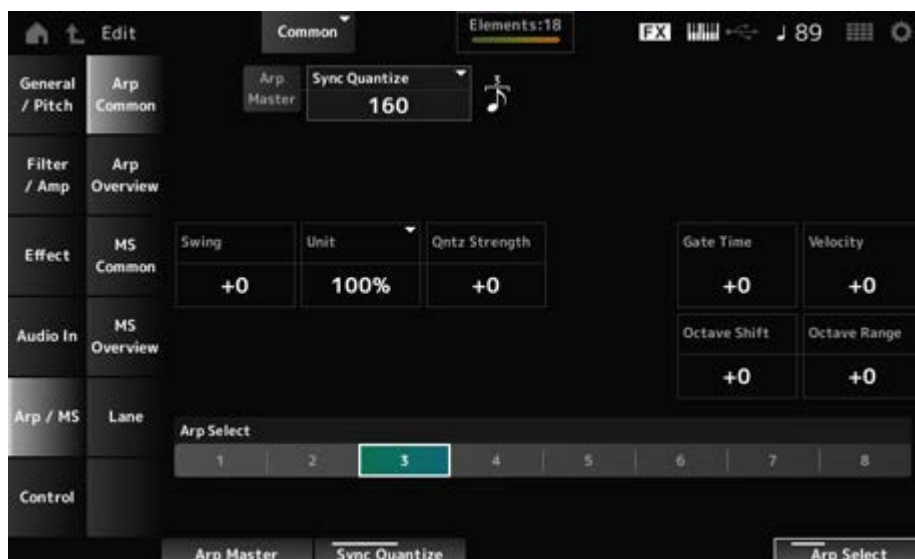 Edit
Common
Elements:18
FX
♩ 89
General
/ Pitch
Arp
Common
Arp
Master
Sync Quantize
160
3
Filter
/ Amp
Arp
Overview
Effect
MS
Common
Swing
+0
Unit
100%
Qntz Strength
+0
Gate Time
+0
Velocity
+0
Audio In
MS
Overview
Octave Shift
+0
Octave Range
+0
Arp / MS
Lane
Arp Select
1 2 3 4 5 6 7 8
Control
Arp Master
Sync Quantize
Arp Select